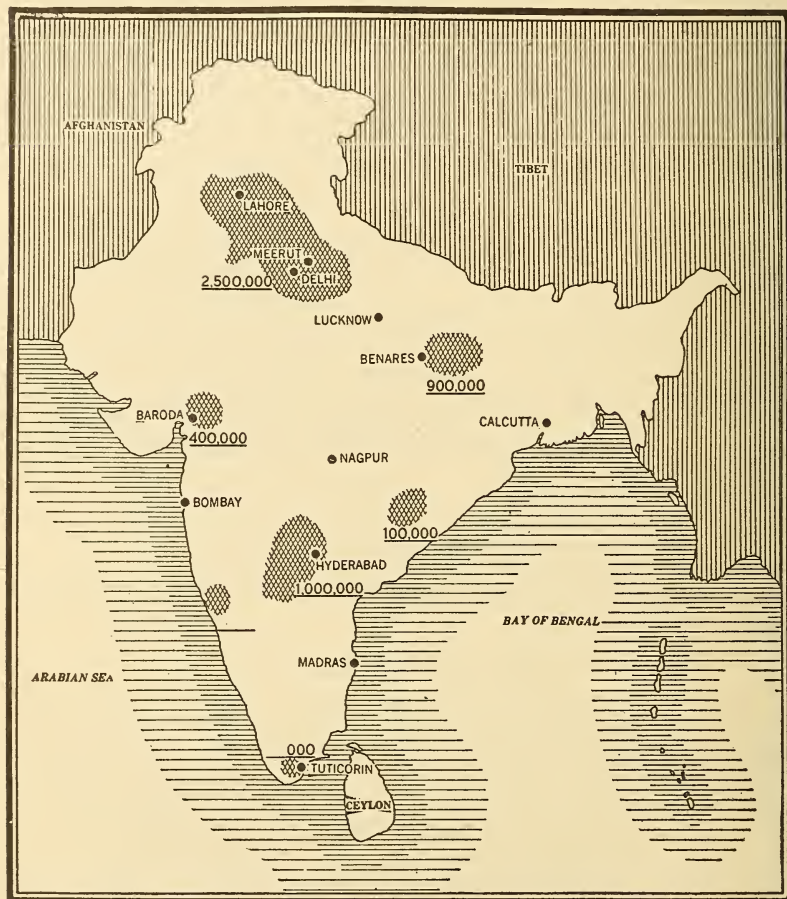 AFGHANISTAN
TIBET
LAHORE
MEERUT
DELHI
2,500,000
LUCKNOW
BENARES
900,000
BARODA
400,000
CALCUTTA
NAGPUR
BOMBAY
100,000
HYDERABAD
1,000,000
BAY OF BENGAL
MADRAS
ARABIAN SEA
000
TUTICORIN
CEYLON